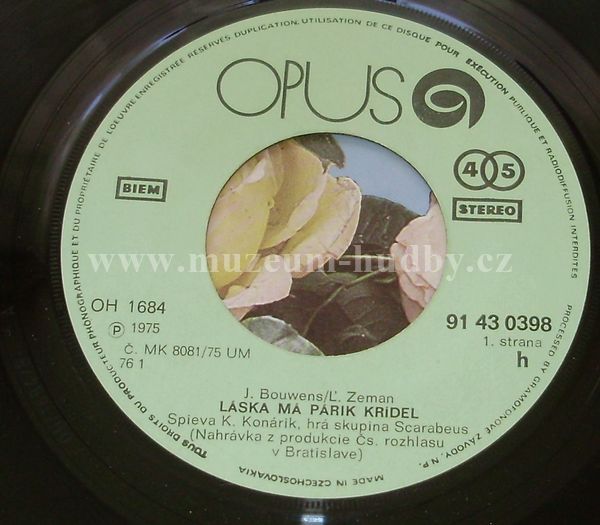 TOUS DROITS DU PRODUCTEUR PHONOGRAPHIQUE ET DU PROPRIÉTAIRE DE L'OEUVRE ENREGISTRÉE RÉSERVÉS DUPLICATION, UTILISATION DE CE DISQUE POUR EXÉCUTION PUBLIQUE ET RADIODIFFUSION INTERDITES
OPUS
45
BIEM
STEREO
www.muzeum-hudby.cz
OH 1684
91 43 0398
Ⓟ 1975
1. strana
Č. MK 8081/75 UM
h
76 1
J. Bouwens/Ľ. Zeman
LÁSKA MÁ PÁRIK KRÍDEL
Spieva K. Konárik, hrá skupina Scarabeus
(Nahrávka z produkcie Čs. rozhlasu
v Bratislave)
MADE IN CZECHOSLOVAKIA
PROCESSED BY GRAMOFONOVÉ ZÁVODY, N.P.